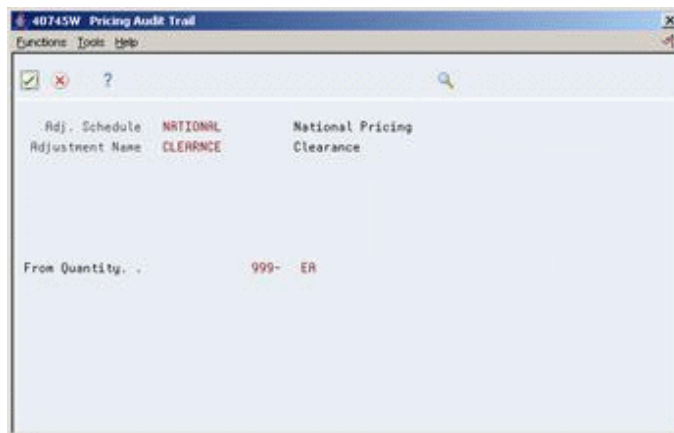 40745W Pricing Audit Trail
Functions Tools Help
?
Adj. Schedule NATIONAL National Pricing
Adjustment Name CLEARNCE Clearance
From Quantity. . 999- EA